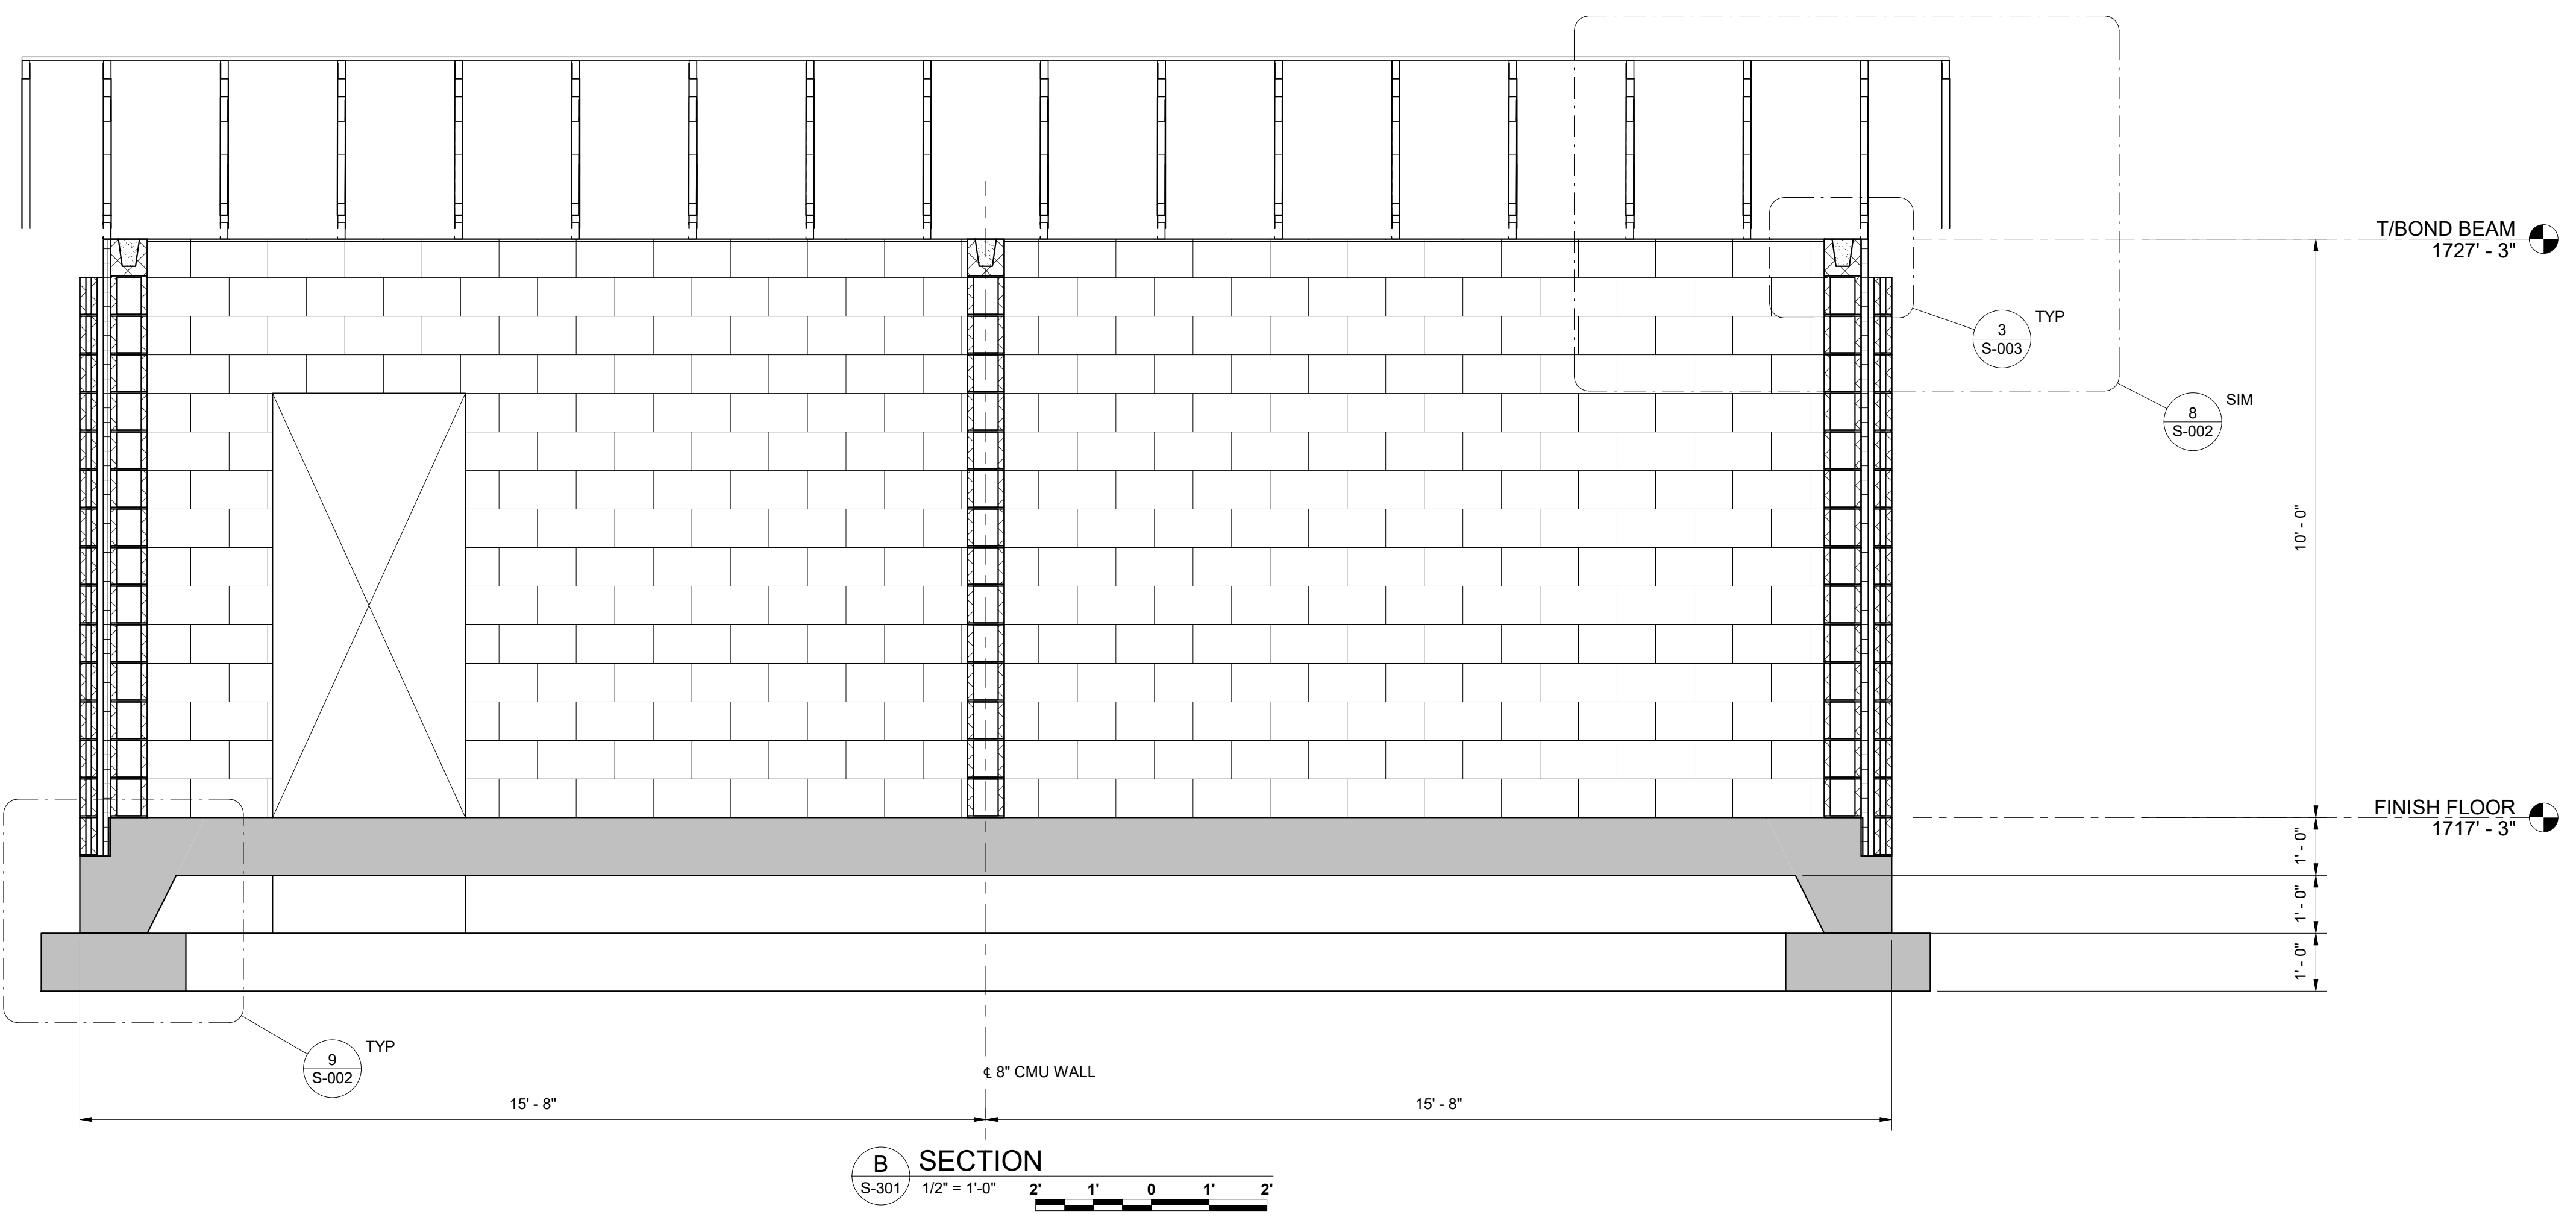 T/BOND BEAM
1727' - 3"
3
S-003
TYP
8
S-002
SIM
10' - 0"
FINISH FLOOR
1717' - 3"
1' - 0"
1' - 0"
1' - 0"
9
S-002
TYP
℄ 8" CMU WALL
15' - 8"
15' - 8"
B
S-301
SECTION
1/2" = 1'-0"
2' 1' 0 1' 2'